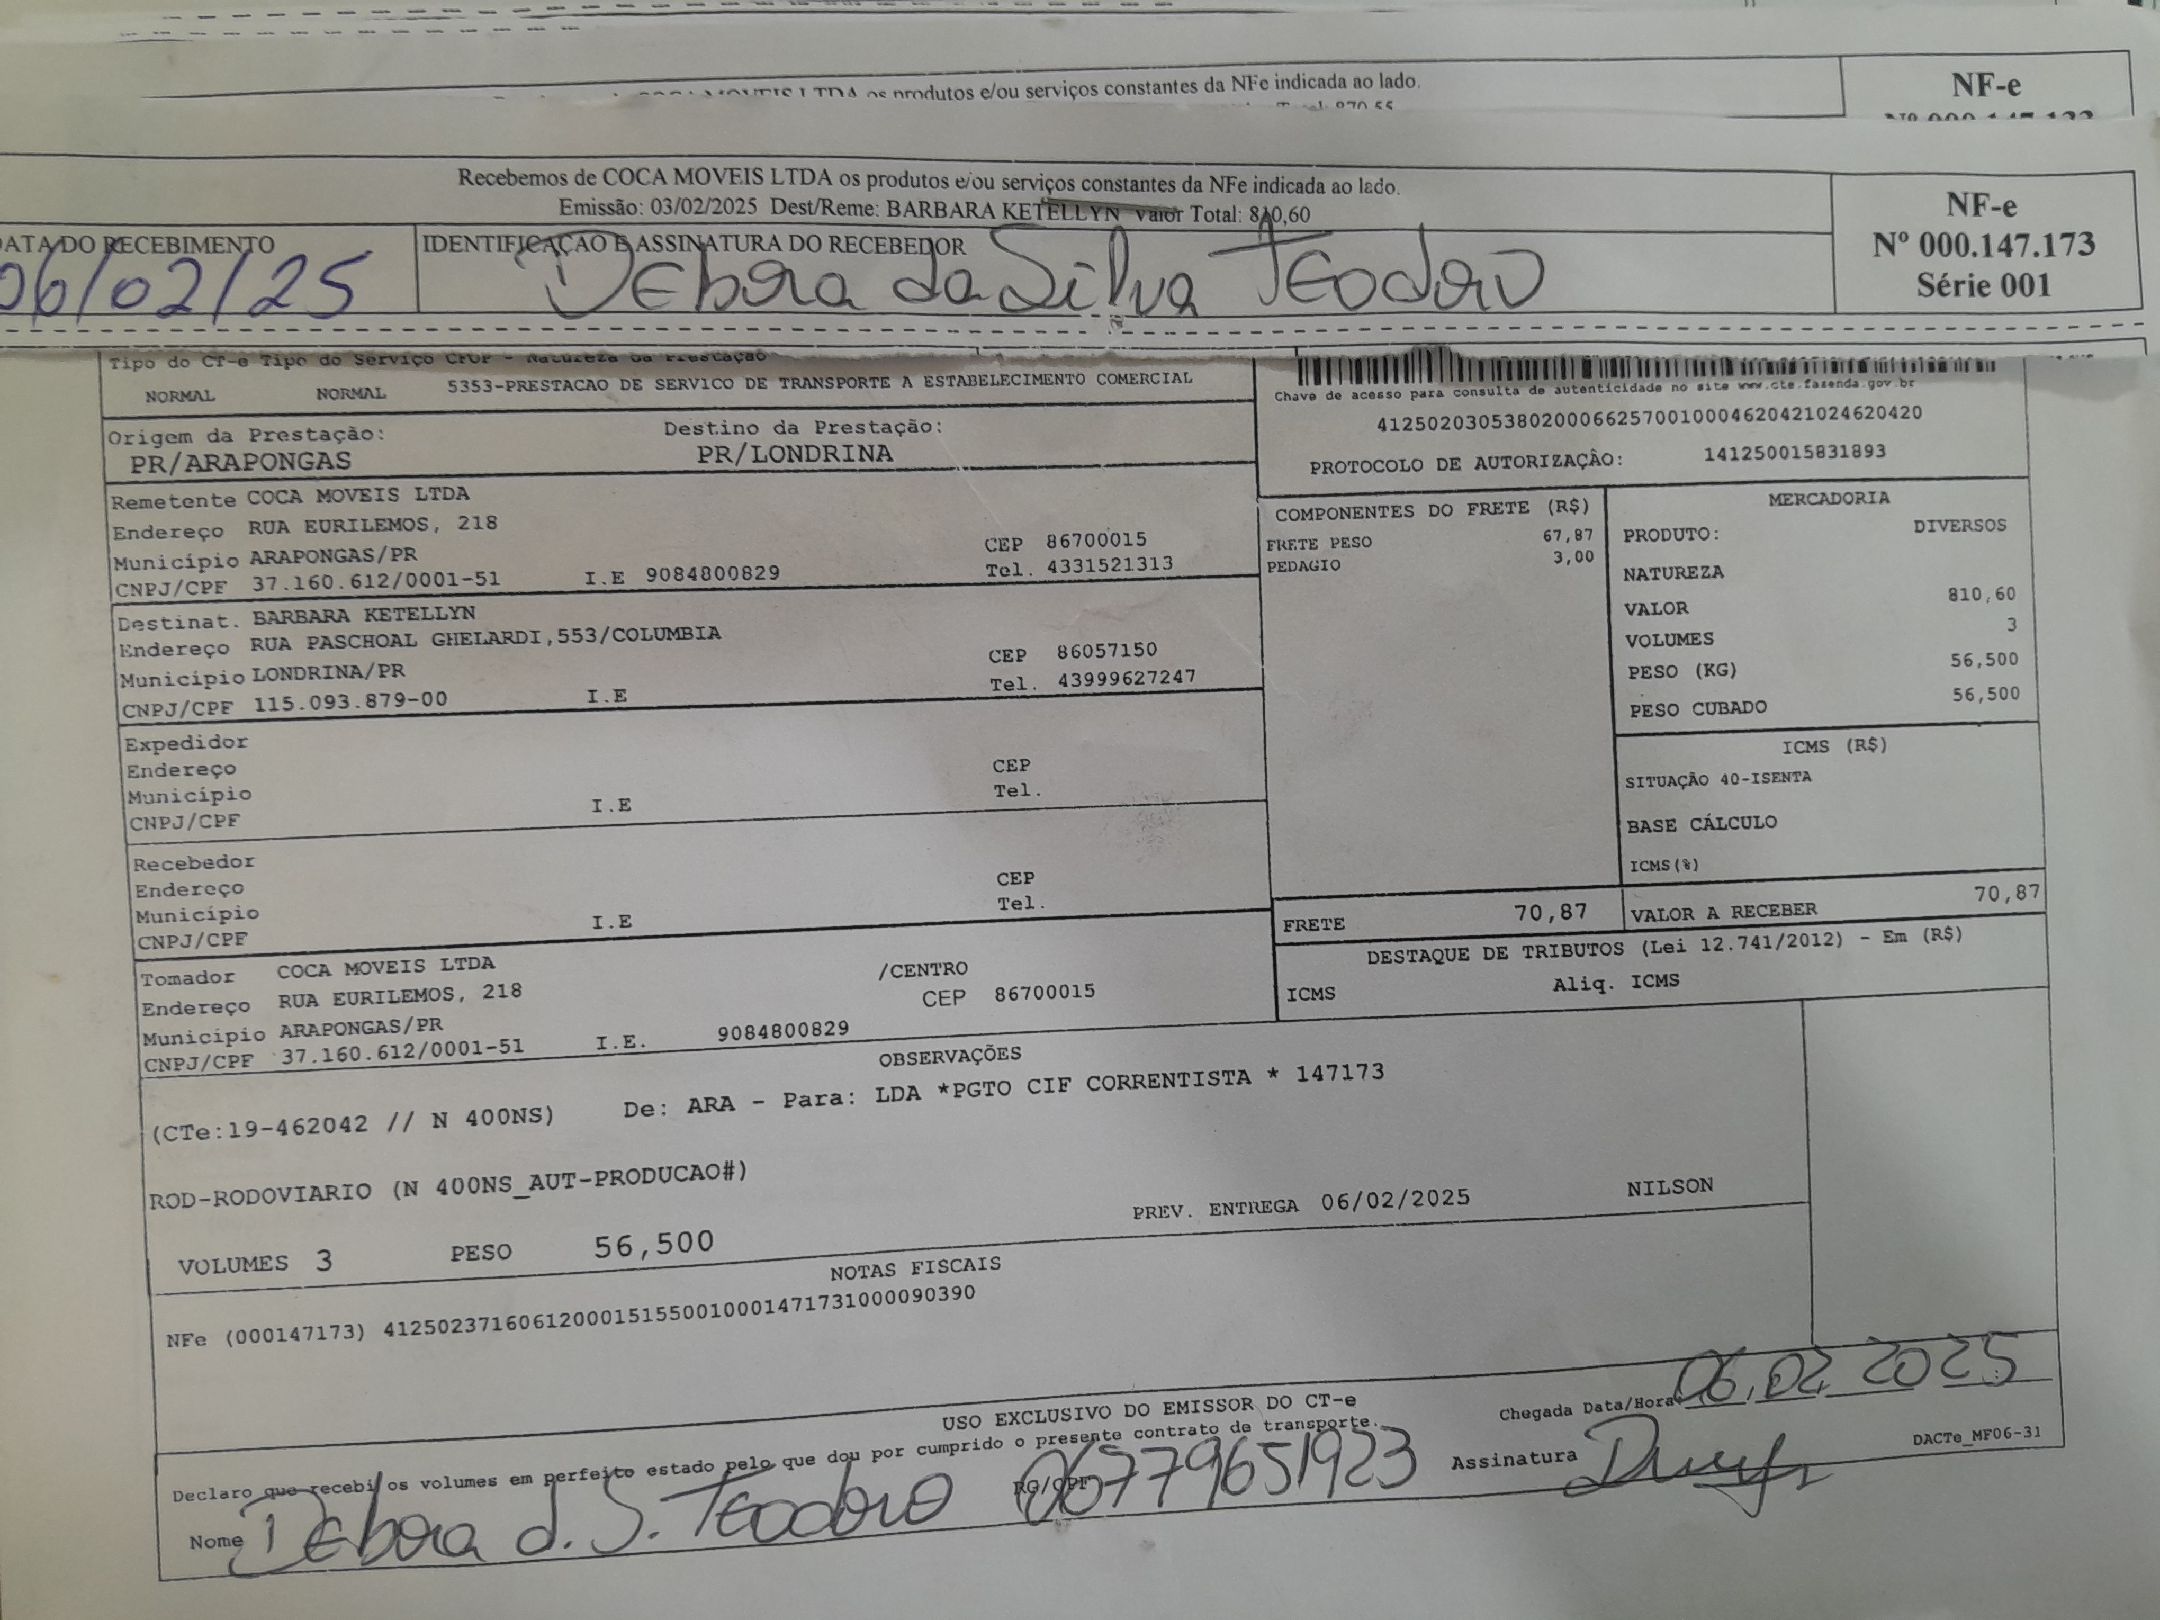 os produtos e/ou serviços constantes da NFe indicada ao lado.
NF-e
Recebemos de COCA MOVEIS LTDA os produtos e/ou serviços constantes da NFe indicada ao lado.
Emissão: 03/02/2025 Dest/Reme: BARBARA KETELLYN Valor Total: 810,60
NF-e
Nº 000.147.173
Série 001
DATA DO RECEBIMENTO
06/02/25
IDENTIFICAÇÃO E ASSINATURA DO RECEBEDOR
Debora da Silva Teodoro
Tipo do CT-e Tipo do Serviço CFOP - Natureza da Prestação
NORMAL NORMAL 5353-PRESTACAO DE SERVICO DE TRANSPORTE A ESTABELECIMENTO COMERCIAL
Chave de acesso para consulta de autenticidade no site www.cte.fazenda.gov.br
41250203053802000662570010004620421024620420
PROTOCOLO DE AUTORIZAÇÃO: 141250015831893
Origem da Prestação: Destino da Prestação:
PR/ARAPONGAS PR/LONDRINA
Remetente COCA MOVEIS LTDA
Endereço RUA EURILEMOS, 218
Município ARAPONGAS/PR CEP 86700015
CNPJ/CPF 37.160.612/0001-51 I.E 9084800829 Tel. 4331521313
Destinat. BARBARA KETELLYN
Endereço RUA PASCHOAL GHELARDI,553/COLUMBIA
Município LONDRINA/PR CEP 86057150
CNPJ/CPF 115.093.879-00 I.E Tel. 43999627247
Expedidor
Endereço CEP
Município Tel.
CNPJ/CPF I.E
Recebedor
Endereço CEP
Município Tel.
CNPJ/CPF I.E
Tomador COCA MOVEIS LTDA /CENTRO
Endereço RUA EURILEMOS, 218 CEP 86700015
Município ARAPONGAS/PR
CNPJ/CPF 37.160.612/0001-51 I.E. 9084800829
COMPONENTES DO FRETE (R$)
FRETE PESO 67,87
PEDAGIO 3,00
MERCADORIA
PRODUTO: DIVERSOS
NATUREZA
VALOR 810,60
VOLUMES 3
PESO (KG) 56,500
PESO CUBADO 56,500
ICMS (R$)
SITUAÇÃO 40-ISENTA
BASE CÁLCULO
ICMS(%)
FRETE 70,87 VALOR A RECEBER 70,87
DESTAQUE DE TRIBUTOS (Lei 12.741/2012) - Em (R$)
ICMS Aliq. ICMS
OBSERVAÇÕES
(CTe:19-462042 // N 400NS) De: ARA - Para: LDA *PGTO CIF CORRENTISTA * 147173
ROD-RODOVIARIO (N 400NS_AUT-PRODUCAO#)
VOLUMES 3 PESO 56,500 PREV. ENTREGA 06/02/2025 NILSON
NOTAS FISCAIS
NFe (000147173) 41250237160612000151550010001471731000090390
USO EXCLUSIVO DO EMISSOR DO CT-e
Declaro que recebi os volumes em perfeito estado pelo que dou por cumprido o presente contrato de transporte.
Chegada Data/Hora 06.02.2025
Nome Debora d. S. Teodoro RG/CPF 06779651923 Assinatura
DACTe_MF06-31